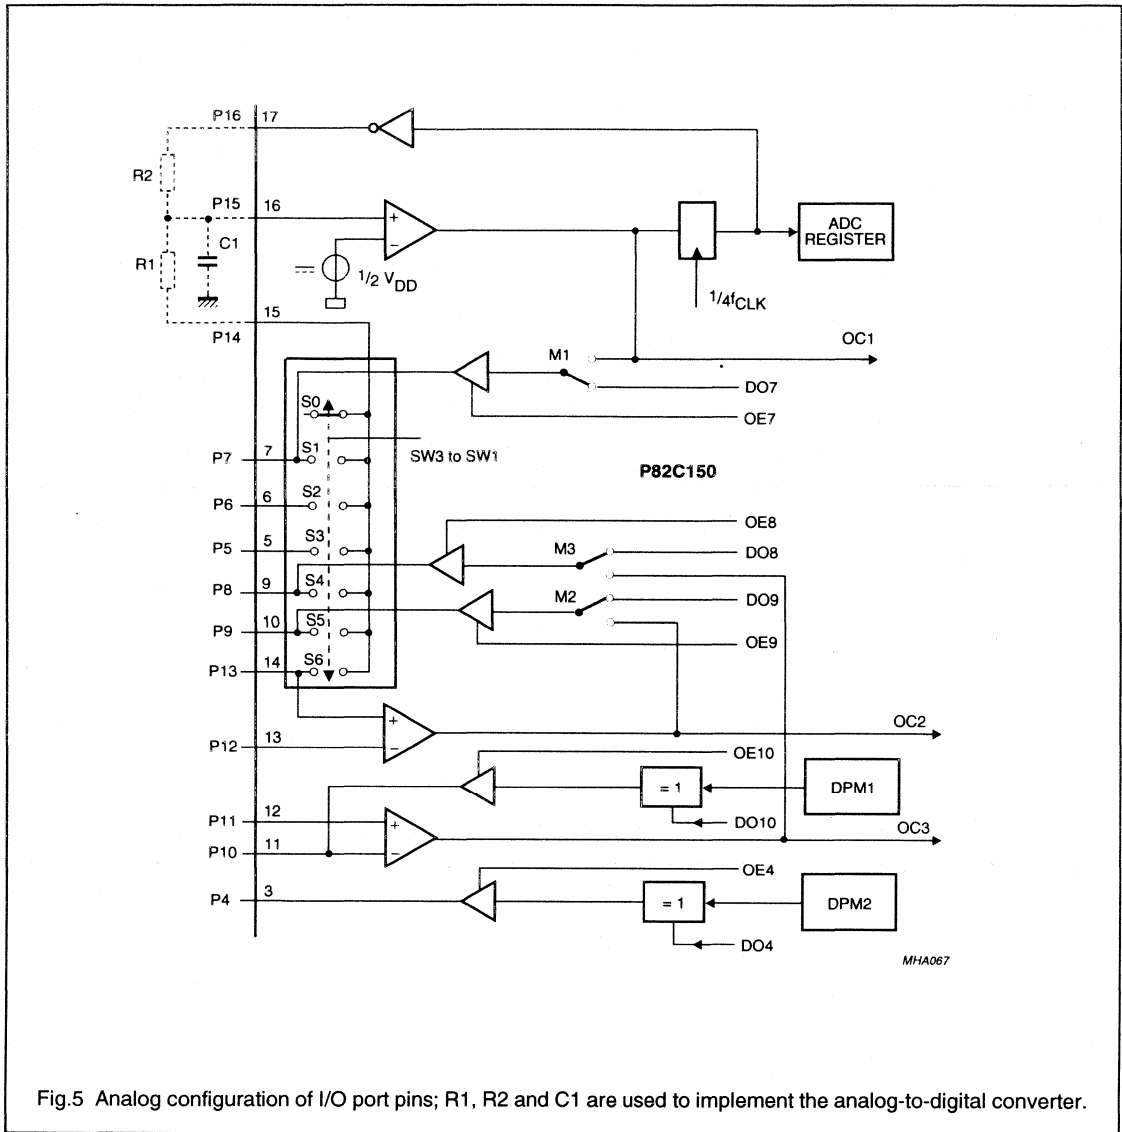 P16 17
R2
P15 16
C1
R1
+
−
1/2 VDD
ADC
REGISTER
1/4fCLK
15
P14
OC1
M1
DO7
OE7
S0
SW3 to SW1
P7 7 S1
P82C150
P6 6 S2
P5 5 S3
OE8
M3 DO8
P8 9 S4
M2 DO9
P9 10 S5
OE9
P13 14 S6
+
OC2
P12 13 −
OE10
= 1
DPM1
P11 12 +
DO10
OC3
P10 11 −
OE4
P4 3
= 1
DPM2
DO4
MHA067
Fig.5 Analog configuration of I/O port pins; R1, R2 and C1 are used to implement the analog-to-digital converter.